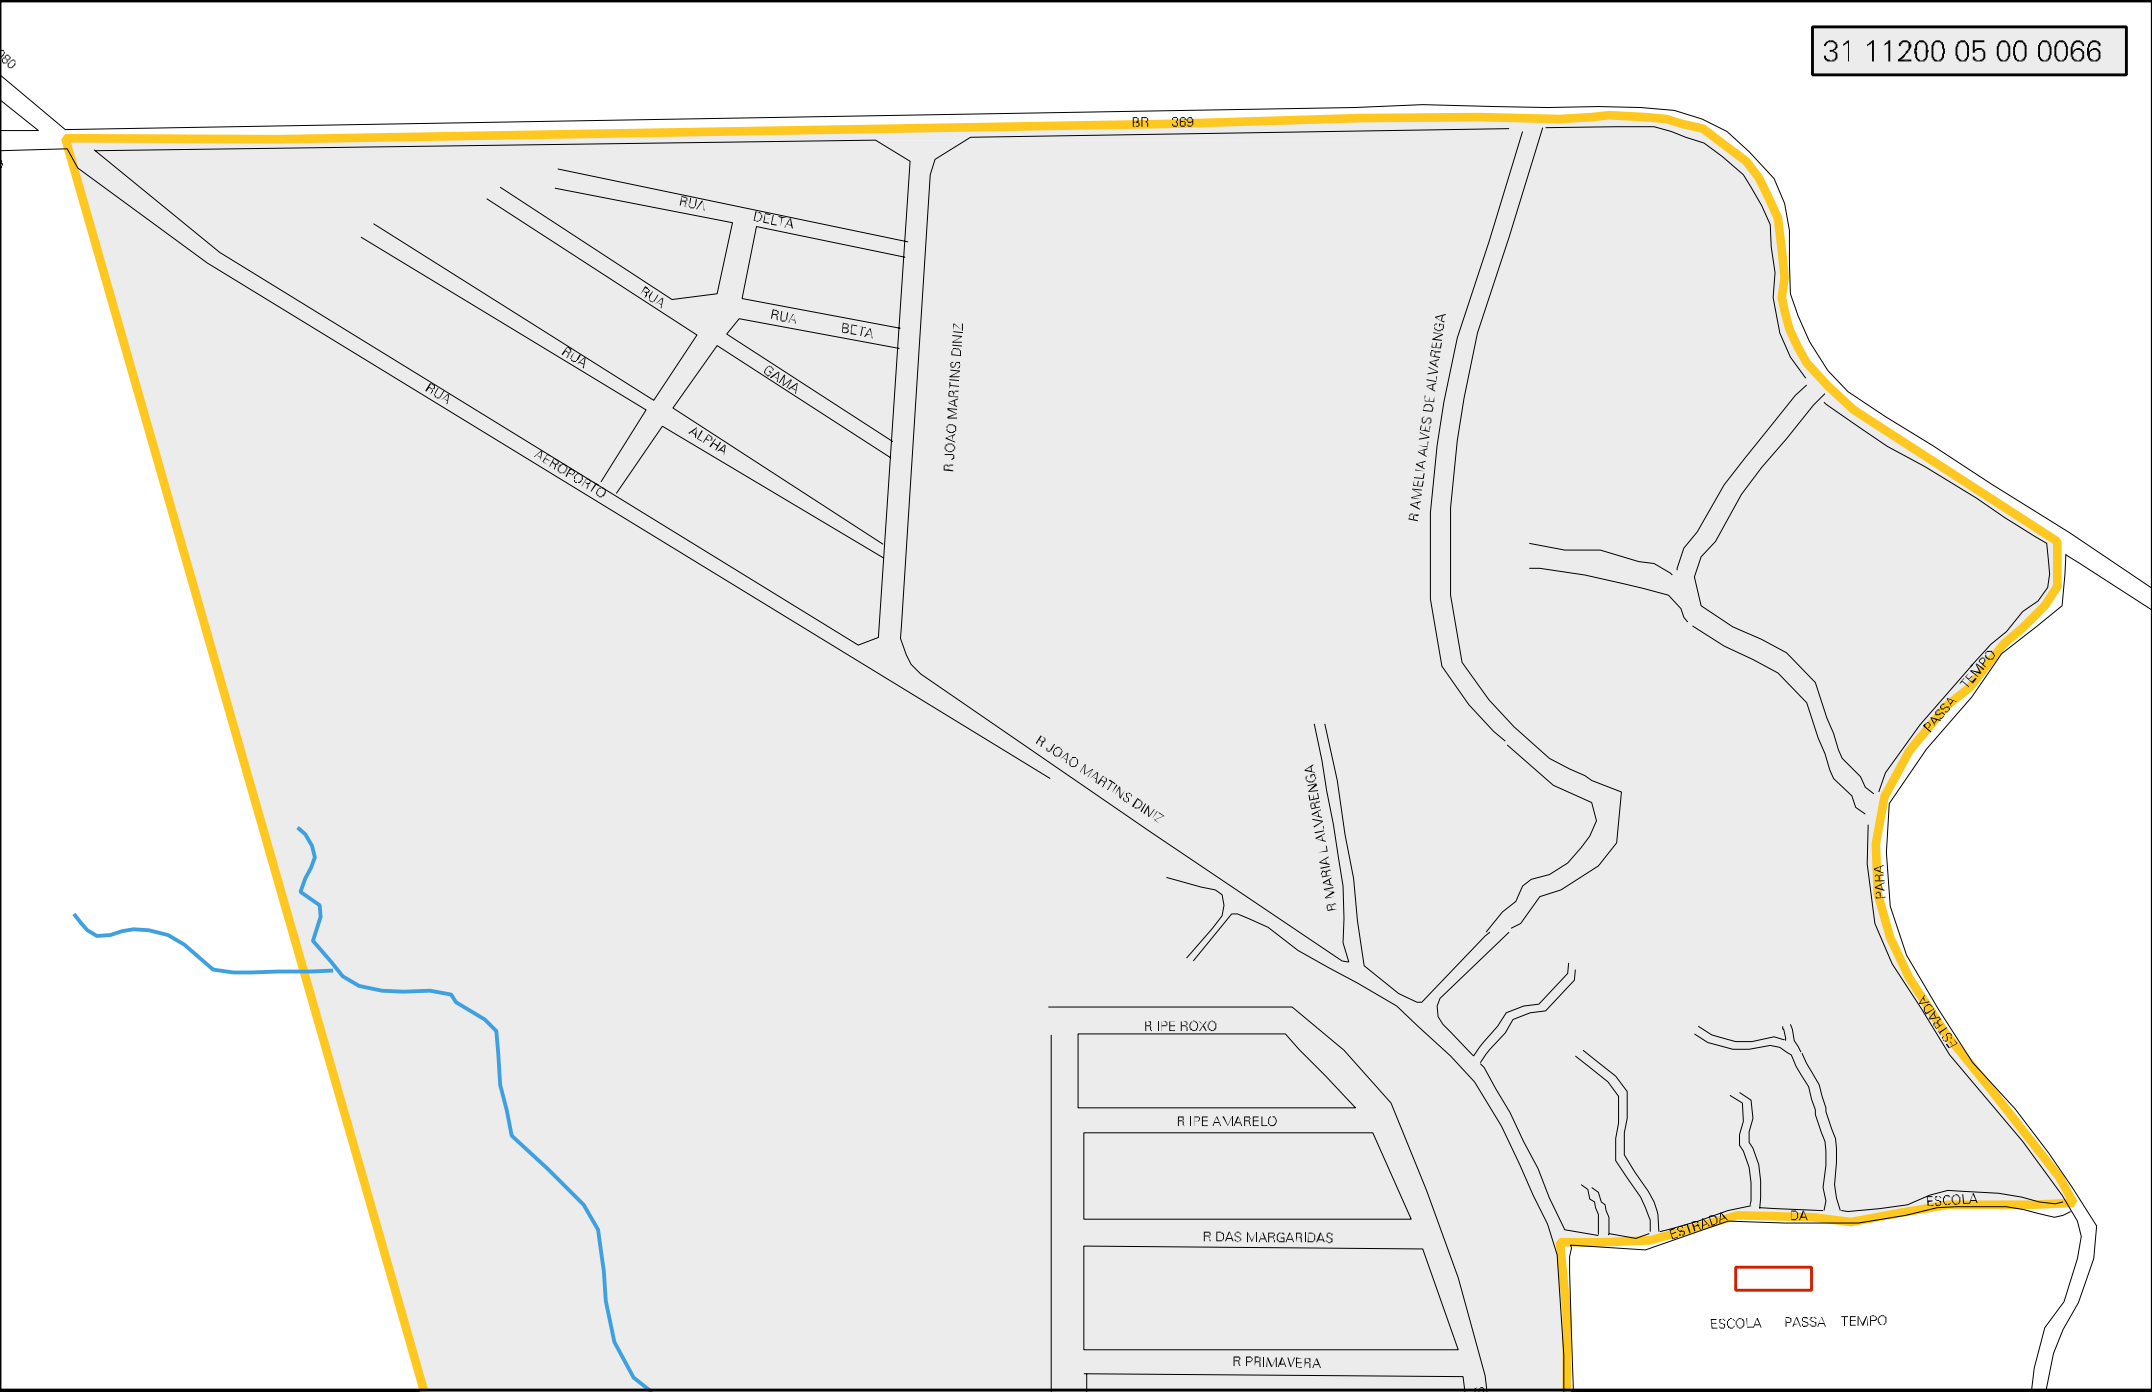 31 11200 05 00 0066
BR 369
RUA DELTA
RUA BETA
RUA GAMA
RUA ALPHA
RUA AEROPORTO
R JOAO MARTINS DINIZ
R AMELIA ALVES DE ALVARENGA
R JOAO MARTINS DINIZ
R MARIA L ALVARENGA
ESTRADA PARA PASSA TEMPO
R IPE ROXO
R IPE AMARELO
R DAS MARGARIDAS
R PRIMAVERA
ESTRADA DA ESCOLA
ESCOLA PASSA TEMPO